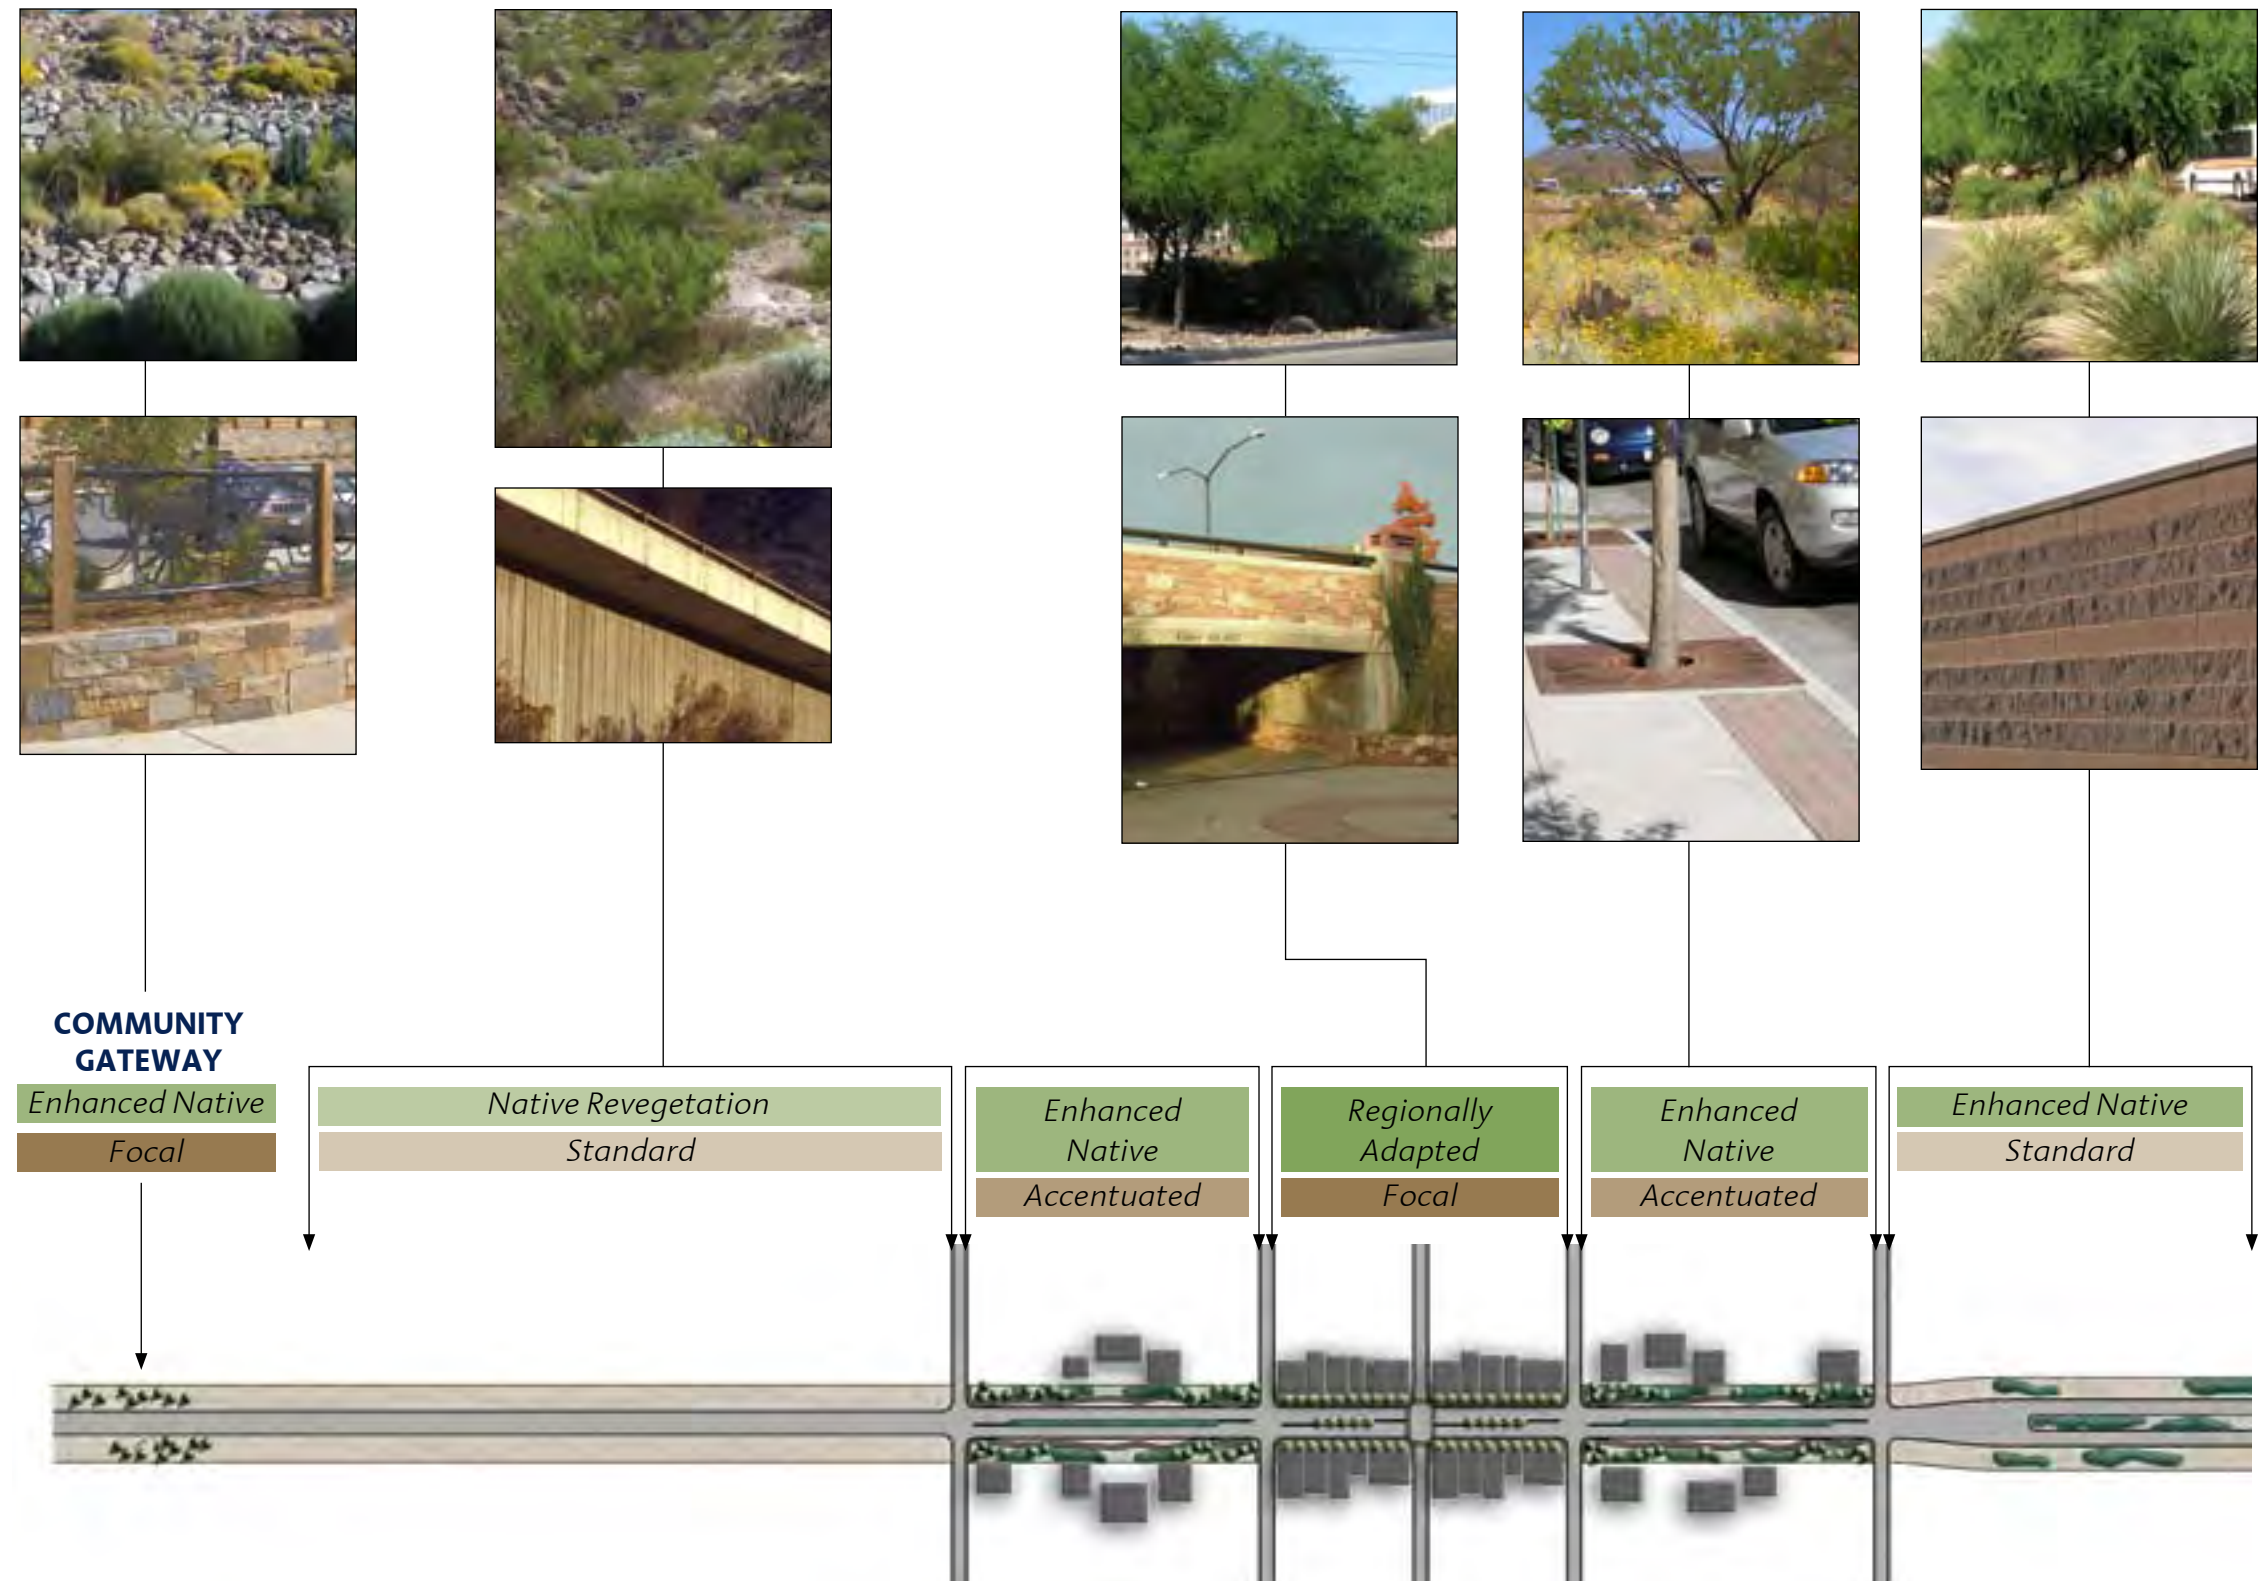 COMMUNITY
GATEWAY
Enhanced Native
Focal
Native Revegetation
Standard
Enhanced
Native
Accentuated
Regionally
Adapted
Focal
Enhanced
Native
Accentuated
Enhanced Native
Standard